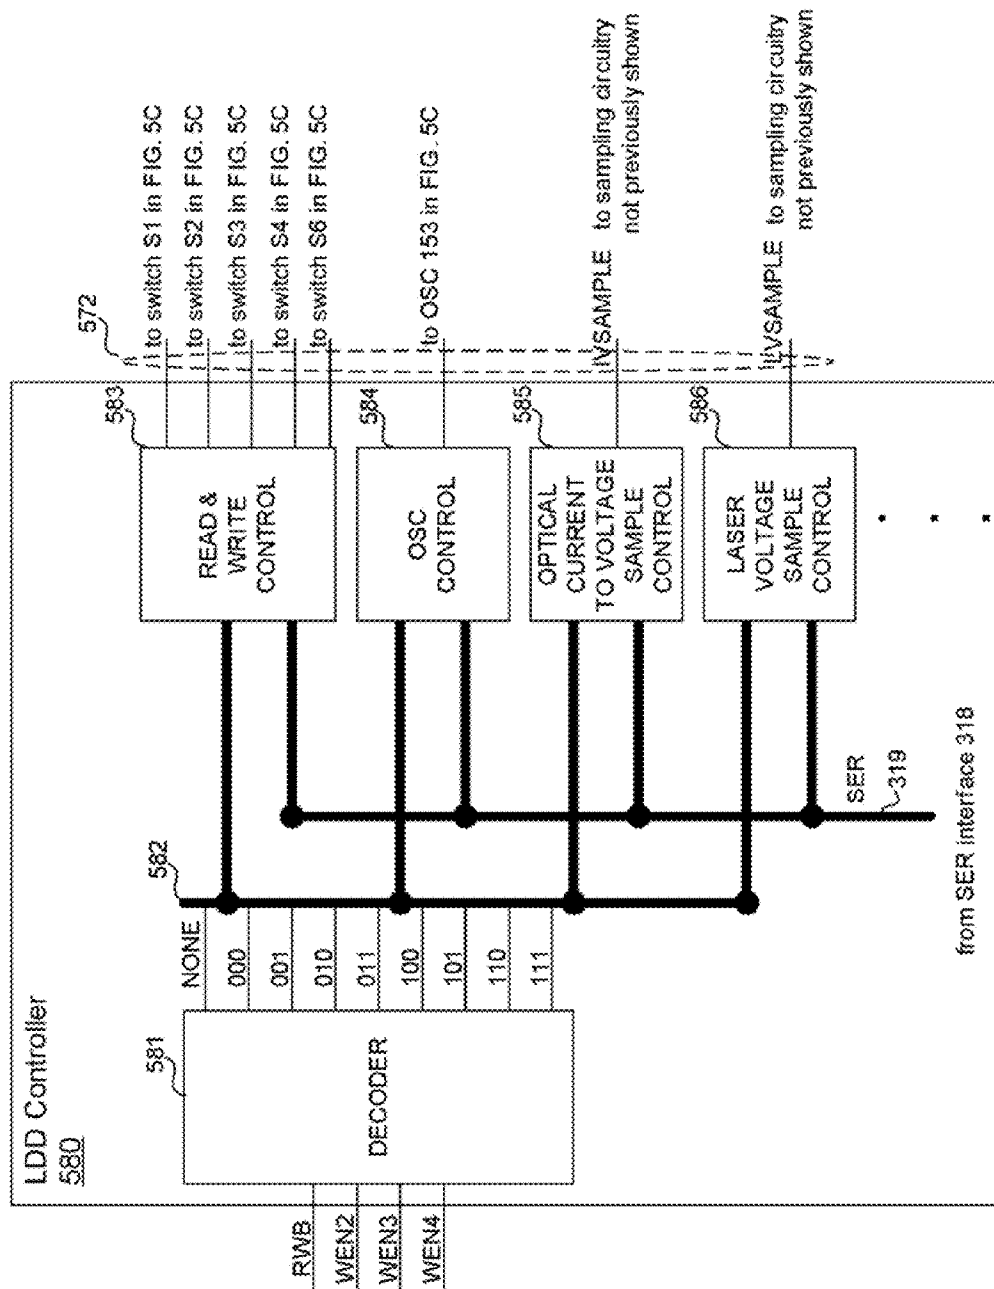 LDD Controller
580
RWB
WEN2
WEN3
WEN4
581
DECODER
NONE
000
001
010
011
100
101
110
111
582
583
READ &
WRITE
CONTROL
584
OSC
CONTROL
585
OPTICAL
CURRENT
TO VOLTAGE
SAMPLE
CONTROL
586
LASER
VOLTAGE
SAMPLE
CONTROL
572
to switch S1 in FIG. 5C
to switch S2 in FIG. 5C
to switch S3 in FIG. 5C
to switch S4 in FIG. 5C
to switch S6 in FIG. 5C
to OSC 153 in FIG. 5C
IVSAMPLE to sampling circuitry
not previously shown
LVSAMPLE to sampling circuitry
not previously shown
SER
319
from SER interface 318